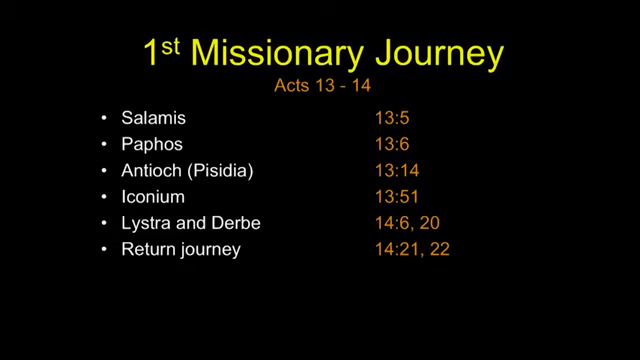 1st Missionary Journey
Acts 13 - 14
• Salamis 13:5
• Paphos 13:6
• Antioch (Pisidia) 13:14
• Iconium 13:51
• Lystra and Derbe 14:6, 20
• Return journey 14:21, 22